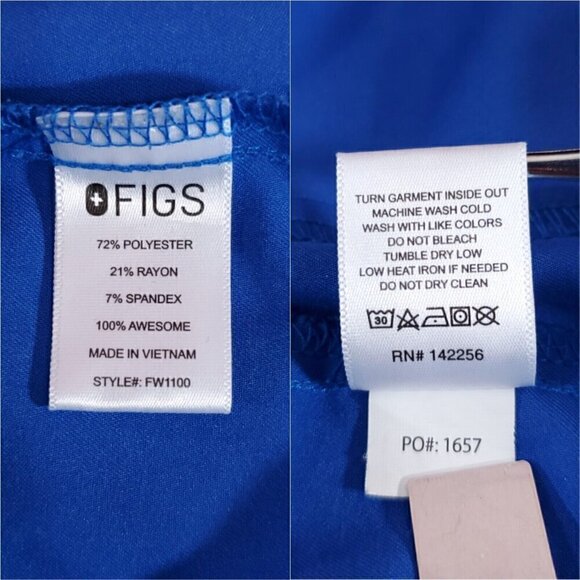 FIGS
72% POLYESTER
21% RAYON
7% SPANDEX
100% AWESOME
MADE IN VIETNAM
STYLE#: FW1100
TURN GARMENT INSIDE OUT
MACHINE WASH COLD
WASH WITH LIKE COLORS
DO NOT BLEACH
TUMBLE DRY LOW
LOW HEAT IRON IF NEEDED
DO NOT DRY CLEAN
30
RN# 142256
PO#: 1657